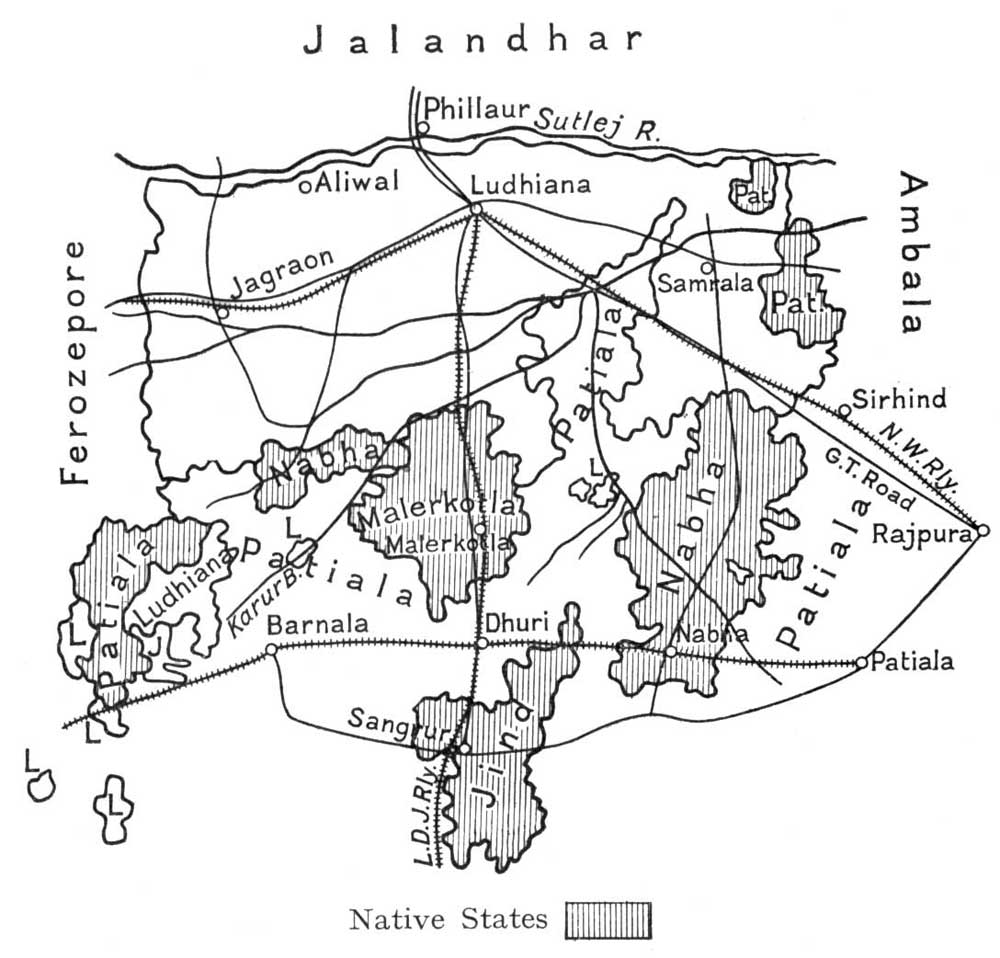 Jalandhar
Phillaur
Sutlej R.
Aliwal
Ludhiana
Pat.
Ambala
Ferozepore
Jagraon
Samrala
Pat.
Patiala
Sirhind
N.W.Rly.
G.T. Road
Nabha
L
Malerkotla
Malerkotla
Nabha
Rajpura
L
Patiala
Patiala
Ludhiana
Patiala
Karur B.
L
Barnala
Dhuri
Nabha
Patiala
Sangrur
Jind
L
L
L
L.D.J.Rly.
Native States